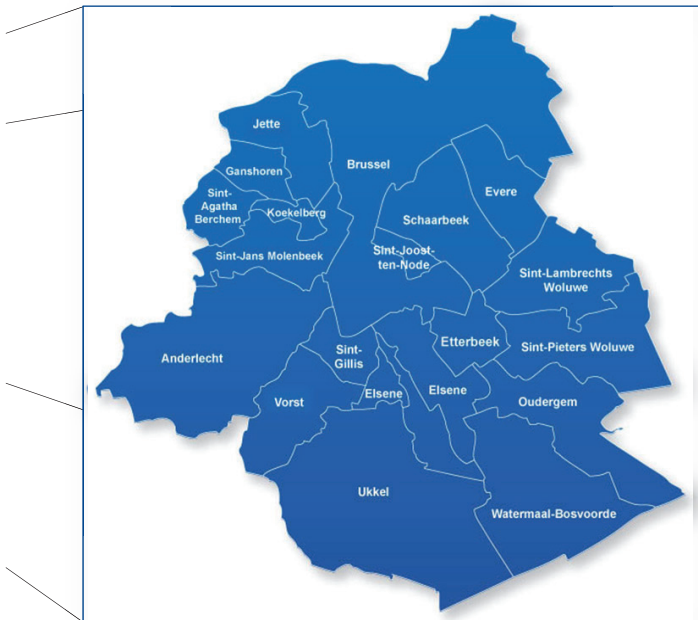 Jette
Brussel
Ganshoren
Evere
Sint-
Agatha
Berchem
Koekelberg
Schaarbeek
Sint-Jans Molenbeek
Sint-Joost-
ten-Node
Sint-Lambrechts
Woluwe
Anderlecht
Sint-
Gillis
Etterbeek
Sint-Pieters Woluwe
Vorst
Elsene
Elsene
Oudergem
Ukkel
Watermaal-Bosvoorde